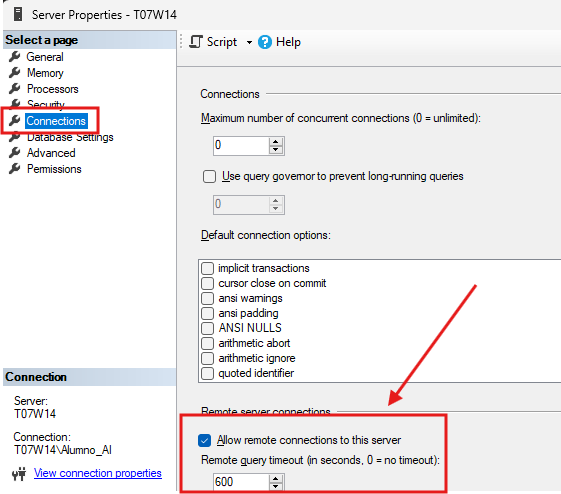 Server Properties - T07W14
Select a page
General
Memory
Processors
Security
Connections
Database Settings
Advanced
Permissions
Connection
Server:
T07W14
Connection:
T07W14\Alumno_AI
View connection properties
Script
Help
Connections
Maximum number of concurrent connections (0 = unlimited):
0
Use query governor to prevent long-running queries
0
Default connection options:
implicit transactions
cursor close on commit
ansi warnings
ansi padding
ANSI NULLS
arithmetic abort
arithmetic ignore
quoted identifier
Remote server connections
Allow remote connections to this server
Remote query timeout (in seconds, 0 = no timeout):
600